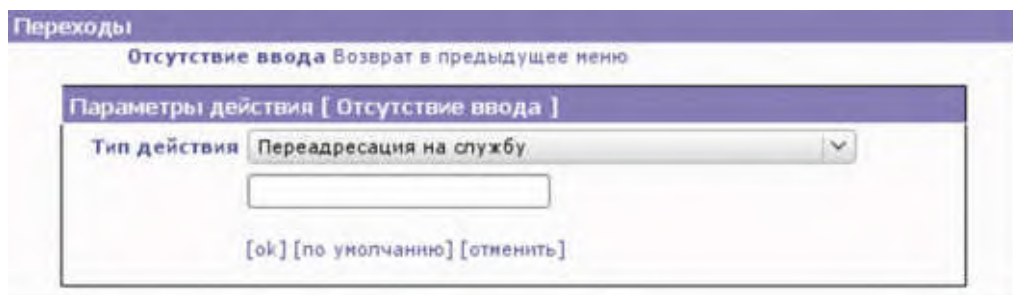 Переходы
Отсутствие ввода Возврат в предыдущее меню
Параметры действия [ Отсутствие ввода ]
Тип действия Переадресация на службу
[ok] [по умолчанию] [отменить]